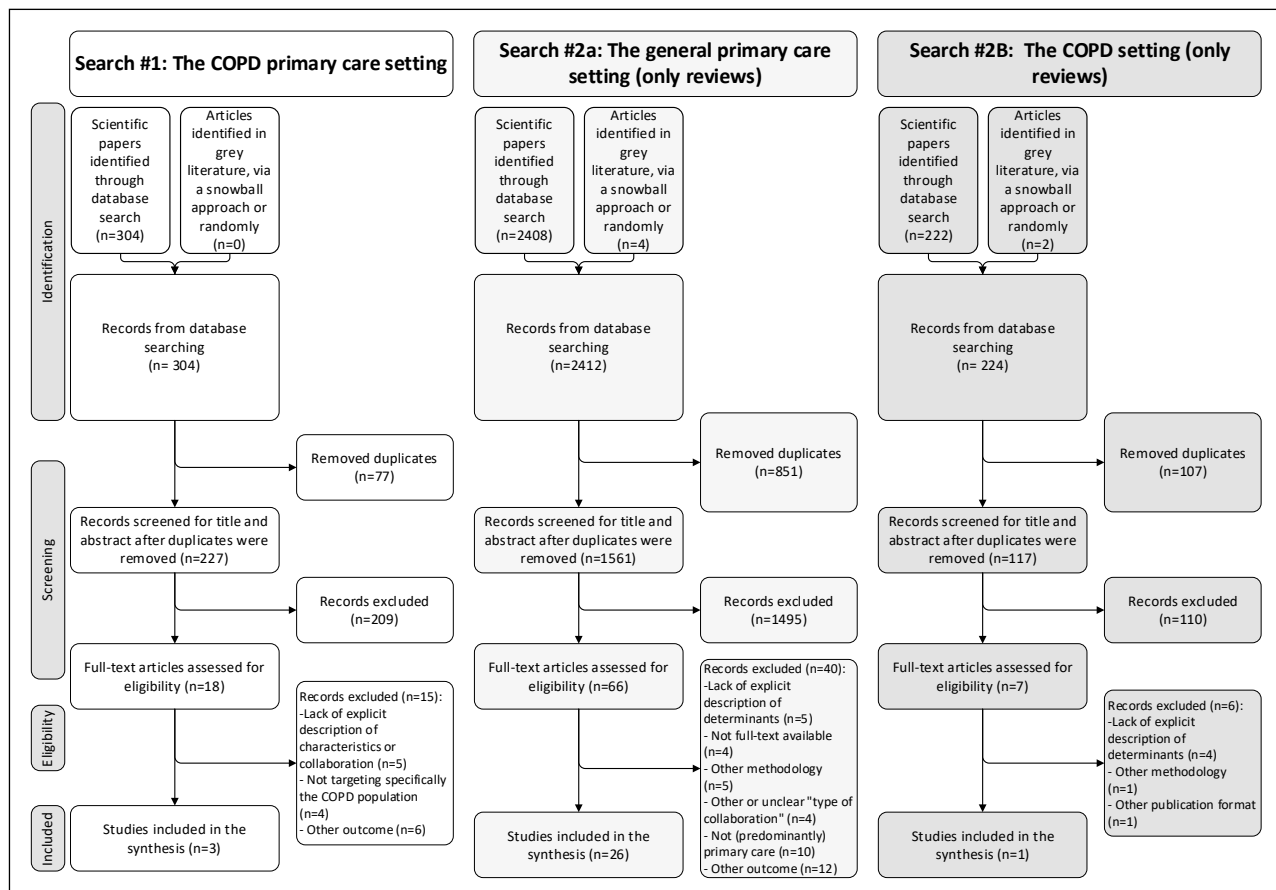 Search #1: The COPD primary care setting
Search #2a: The general primary care
setting (only reviews)
Search #2B: The COPD setting (only
reviews)
Identification
Scientific
papers
identified
through
database
search
(n=304)
Articles
identified in
grey
literature, via
a snowball
approach or
randomly
(n=0)
Scientific
papers
identified
through
database
search
(n=2408)
Articles
identified in
grey
literature, via
a snowball
approach or
randomly
(n=4)
Scientific
papers
identified
through
database
search
(n=222)
Articles
identified in
grey
literature, via
a snowball
approach or
randomly
(n=2)
Records from database
searching
(n= 304)
Records from database
searching
(n=2412)
Records from database
searching
(n= 224)
Screening
Removed duplicates
(n=77)
Removed duplicates
(n=851)
Removed duplicates
(n=107)
Records screened for title and
abstract after duplicates were
removed (n=227)
Records screened for title and
abstract after duplicates were
removed (n=1561)
Records screened for title and
abstract after duplicates were
removed (n=117)
Records excluded
(n=209)
Records excluded
(n=1495)
Records excluded
(n=110)
Full-text articles assessed for
eligibility (n=18)
Full-text articles assessed for
eligibility (n=66)
Full-text articles assessed for
eligibility (n=7)
Eligibility
Records excluded (n=15):
-Lack of explicit
description of
characteristics or
collaboration (n=5)
- Not targeting specifically
the COPD population
(n=4)
- Other outcome (n=6)
Records excluded (n=40):
-Lack of explicit
description of
determinants (n=5)
- Not full-text available
(n=4)
- Other methodology
(n=5)
- Other or unclear "type of
collaboration" (n=4)
- Not (predominantly)
primary care (n=10)
- Other outcome (n=12)
Records excluded (n=6):
-Lack of explicit
description of
determinants (n=4)
- Other methodology
(n=1)
- Other publication format
(n=1)
Included
Studies included in the
synthesis (n=3)
Studies included in the
synthesis (n=26)
Studies included in the
synthesis (n=1)